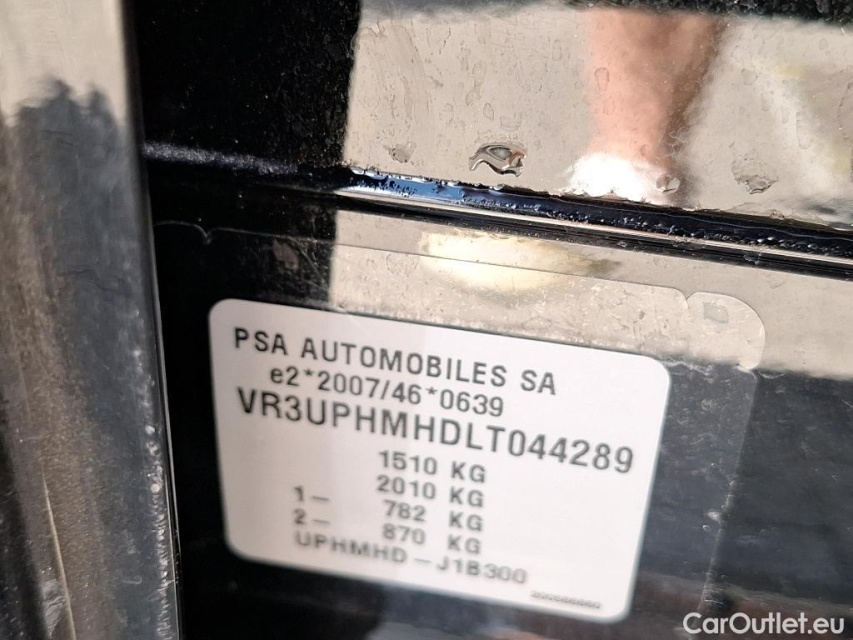 PSA AUTOMOBILES SA
e2*2007/46*0639
VR3UPHMHDLT044289
1510 KG
2010 KG
1- 782 KG
2- 870 KG
UPHMHD-J1B300
CarOutlet.eu